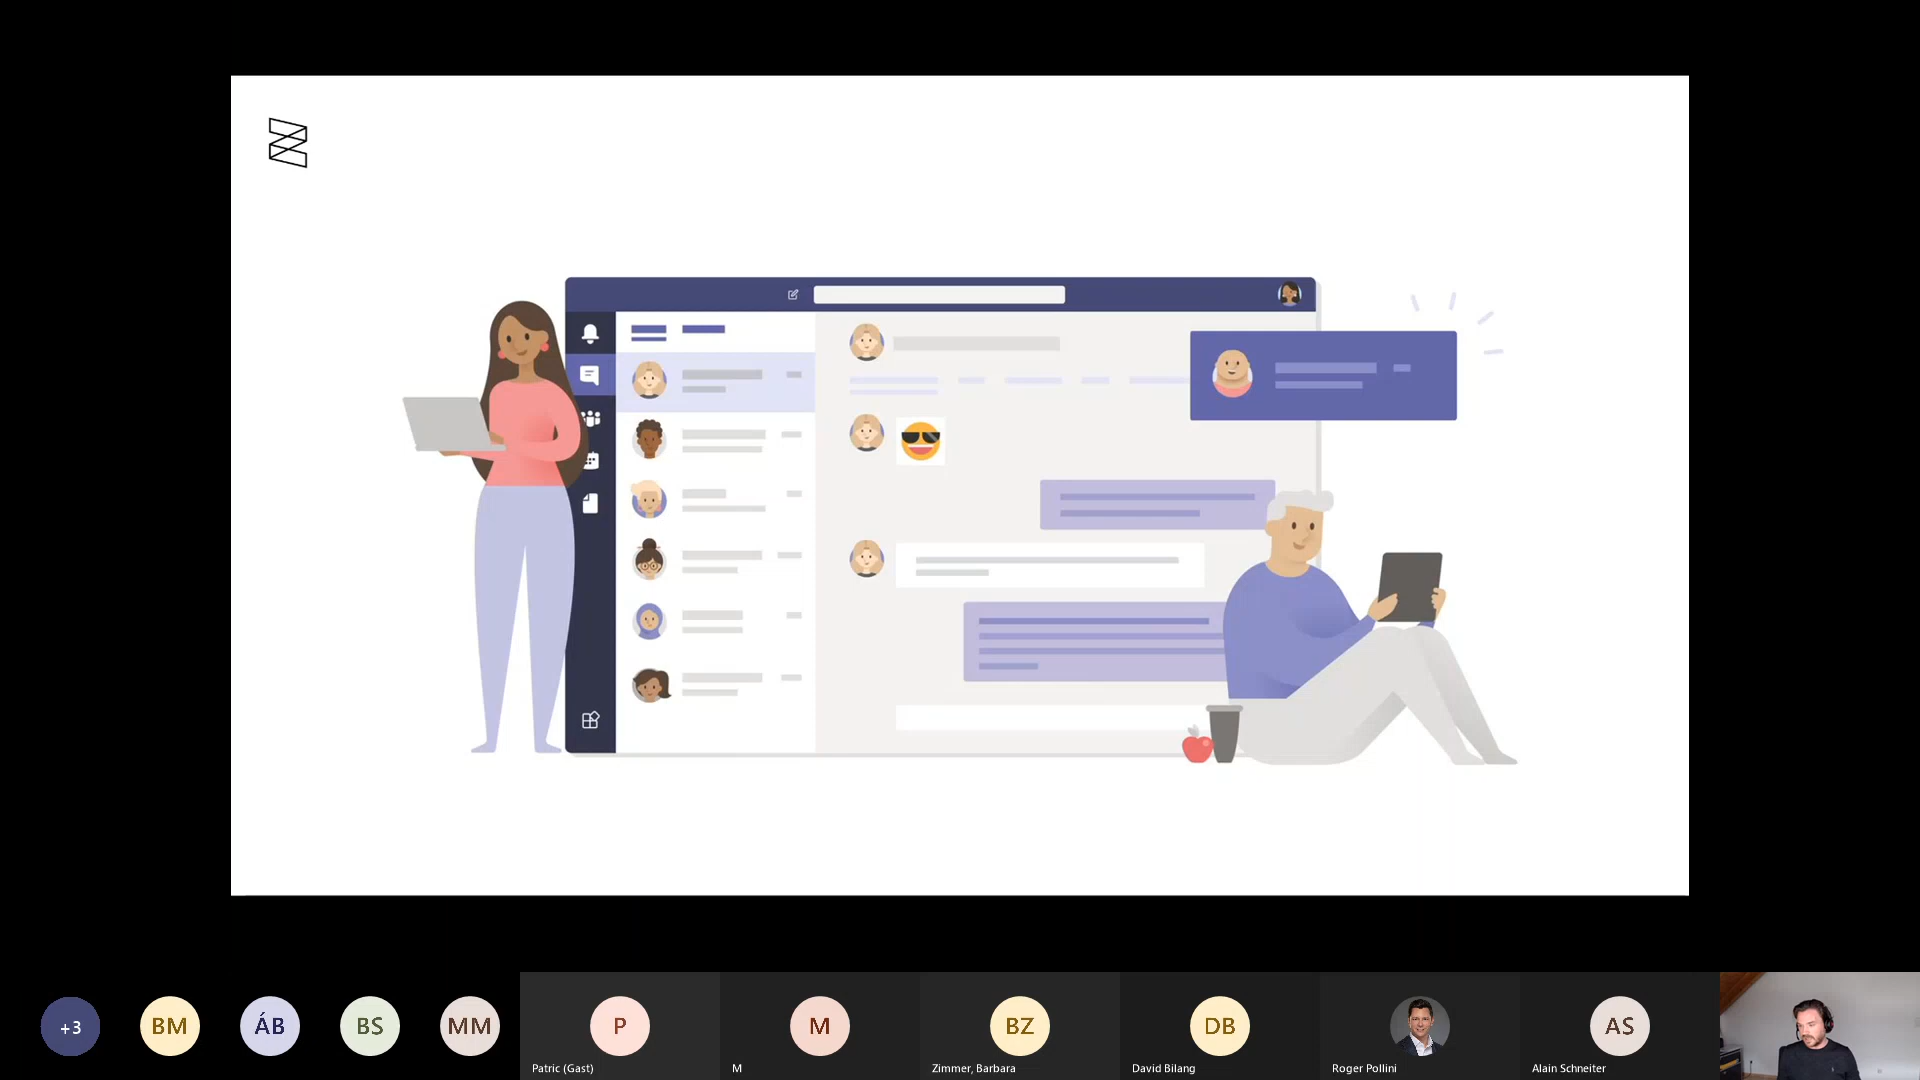 +3
BM
ÁB
BS
MM
P
M
BZ
DB
AS
Patric (Gast)
M
Zimmer, Barbara
David Bilang
Roger Pollini
Alain Schneiter